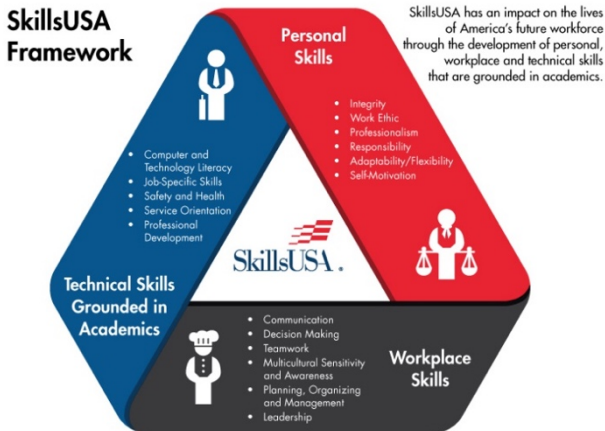 SkillsUSA
Framework
SkillsUSA has an impact on the lives
of America's future workforce
through the development of personal,
workplace and technical skills
that are grounded in academics.
Personal
Skills
• Integrity
• Work Ethic
• Professionalism
• Responsibility
• Adaptability/Flexibility
• Self-Motivation
• Computer and
Technology Literacy
• Job-Specific Skills
• Safety and Health
• Service Orientation
• Professional
Development
Technical Skills
Grounded in
Academics
SkillsUSA.
• Communication
• Decision Making
• Teamwork
• Multicultural Sensitivity
and Awareness
• Planning, Organizing
and Management
• Leadership
Workplace
Skills